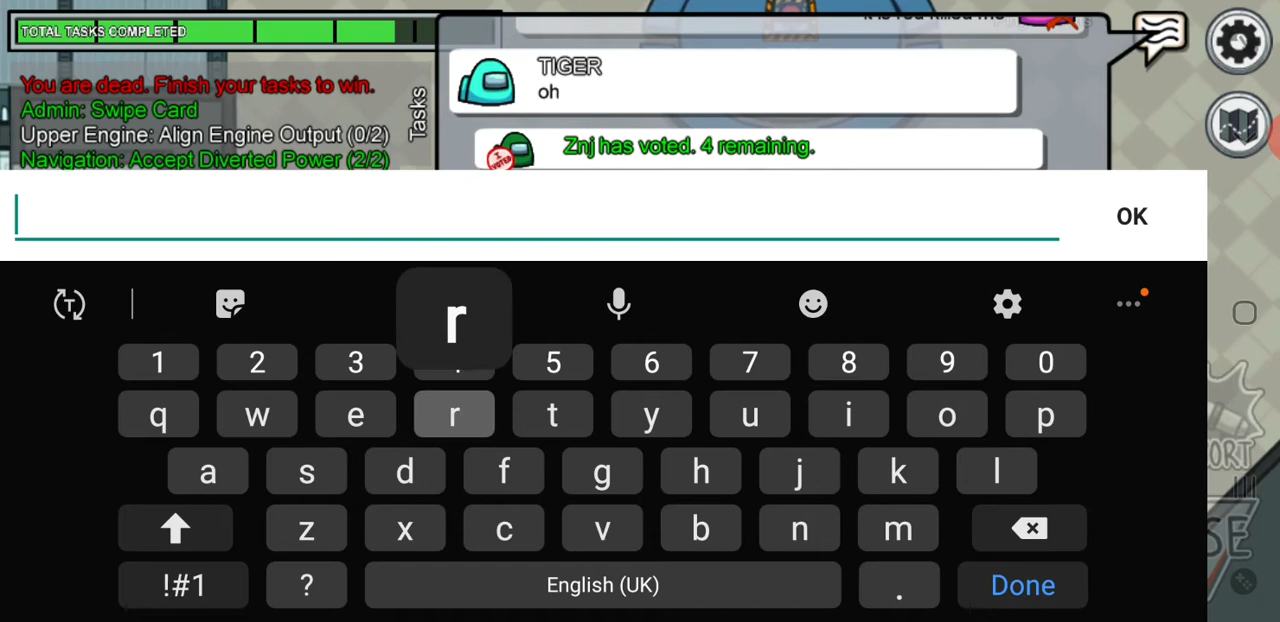 TOTAL TASKS COMPLETED
You are dead. Finish your tasks to win.
Admin: Swipe Card
Upper Engine: Align Engine Output (0/2)
Navigation: Accept Diverted Power (2/2)
Tasks
TIGER
oh
Znj has voted. 4 remaining.
I VOTED
OK
r
1 2 3 5 6 7 8 9 0
q w e r t y u i o p
a s d f g h j k l
z x c v b n m
!#1 ? English (UK) . Done